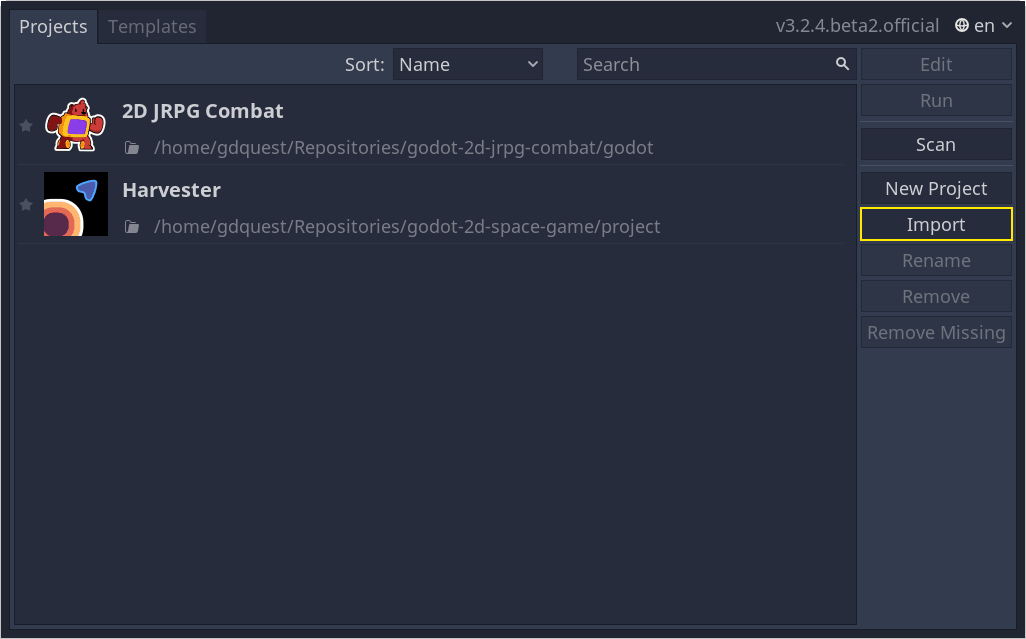 Projects Templates v3.2.4.beta2.official en
Sort: Name Search Edit
Run
2D JRPG Combat
/home/gdquest/Repositories/godot-2d-jrpg-combat/godot
Scan
Harvester
/home/gdquest/Repositories/godot-2d-space-game/project
New Project
Import
Rename
Remove
Remove Missing